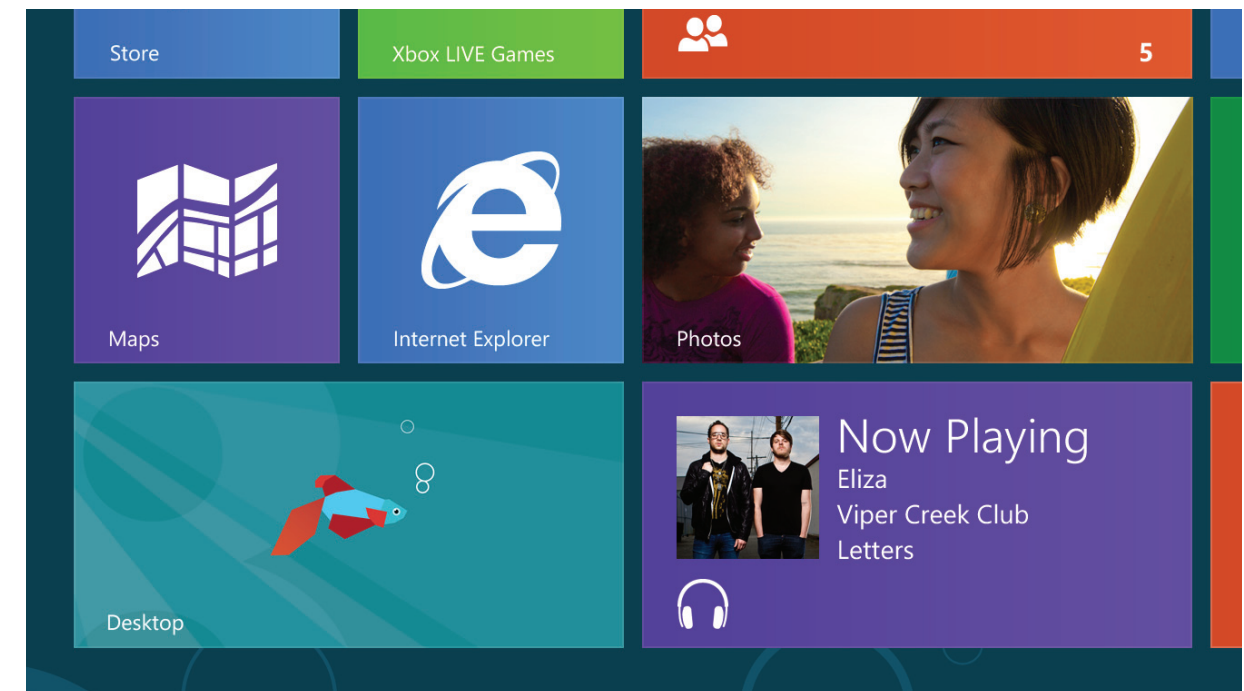 Store
Xbox LIVE Games
5
Maps
Internet Explorer
Photos
Desktop
Now Playing
Eliza
Viper Creek Club
Letters